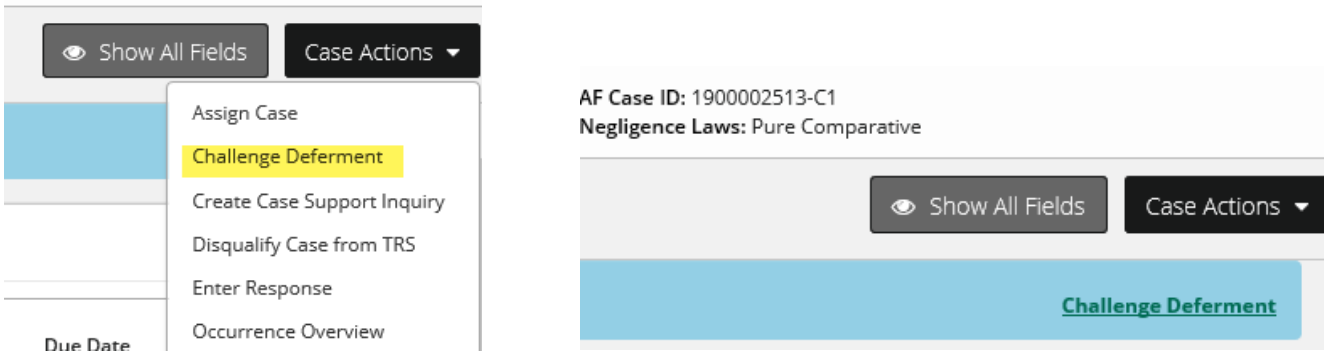 Show All Fields
Case Actions
Assign Case
Challenge Deferment
Create Case Support Inquiry
Disqualify Case from TRS
Enter Response
Occurrence Overview
Due Date
AF Case ID: 1900002513-C1
Negligence Laws: Pure Comparative
Show All Fields
Case Actions
Challenge Deferment